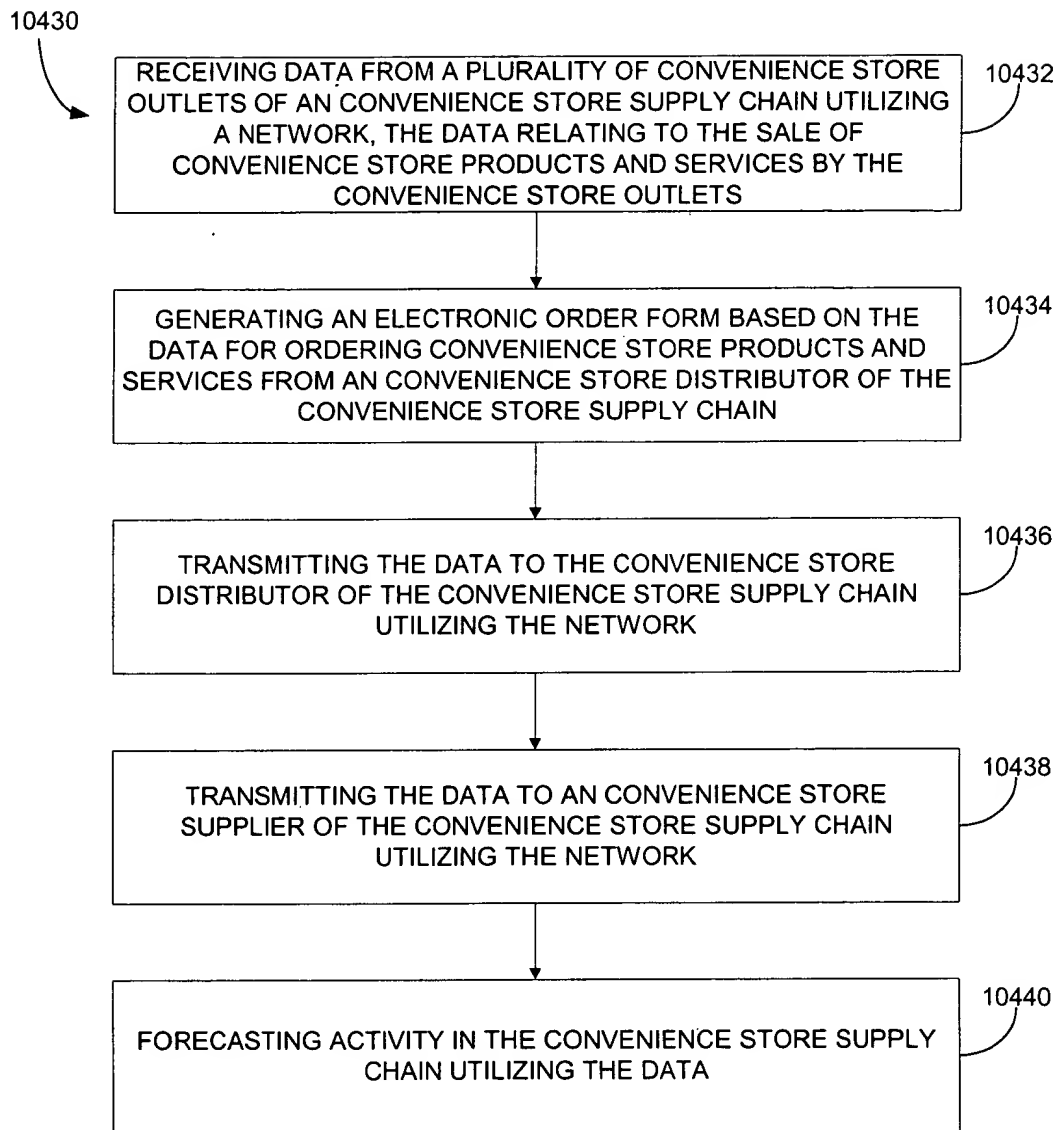 10430
RECEIVING DATA FROM A PLURALITY OF CONVENIENCE STORE
OUTLETS OF AN CONVENIENCE STORE SUPPLY CHAIN UTILIZING
A NETWORK, THE DATA RELATING TO THE SALE OF
CONVENIENCE STORE PRODUCTS AND SERVICES BY THE
CONVENIENCE STORE OUTLETS
10432
GENERATING AN ELECTRONIC ORDER FORM BASED ON THE
DATA FOR ORDERING CONVENIENCE STORE PRODUCTS AND
SERVICES FROM AN CONVENIENCE STORE DISTRIBUTOR OF THE
CONVENIENCE STORE SUPPLY CHAIN
10434
TRANSMITTING THE DATA TO THE CONVENIENCE STORE
DISTRIBUTOR OF THE CONVENIENCE STORE SUPPLY CHAIN
UTILIZING THE NETWORK
10436
TRANSMITTING THE DATA TO AN CONVENIENCE STORE
SUPPLIER OF THE CONVENIENCE STORE SUPPLY CHAIN
UTILIZING THE NETWORK
10438
FORECASTING ACTIVITY IN THE CONVENIENCE STORE SUPPLY
CHAIN UTILIZING THE DATA
10440